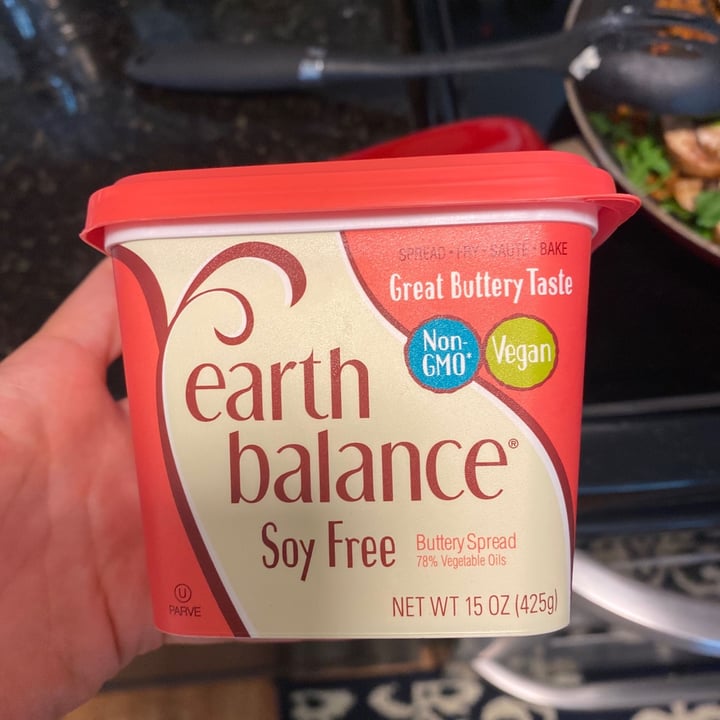 SPREAD • FRY • SAUTÉ • BAKE
Great Buttery Taste
Non-
GMO*
Vegan
earth
balance®
Soy Free
Buttery Spread
78% Vegetable Oils
U
PARVE
NET WT 15 OZ (425g)